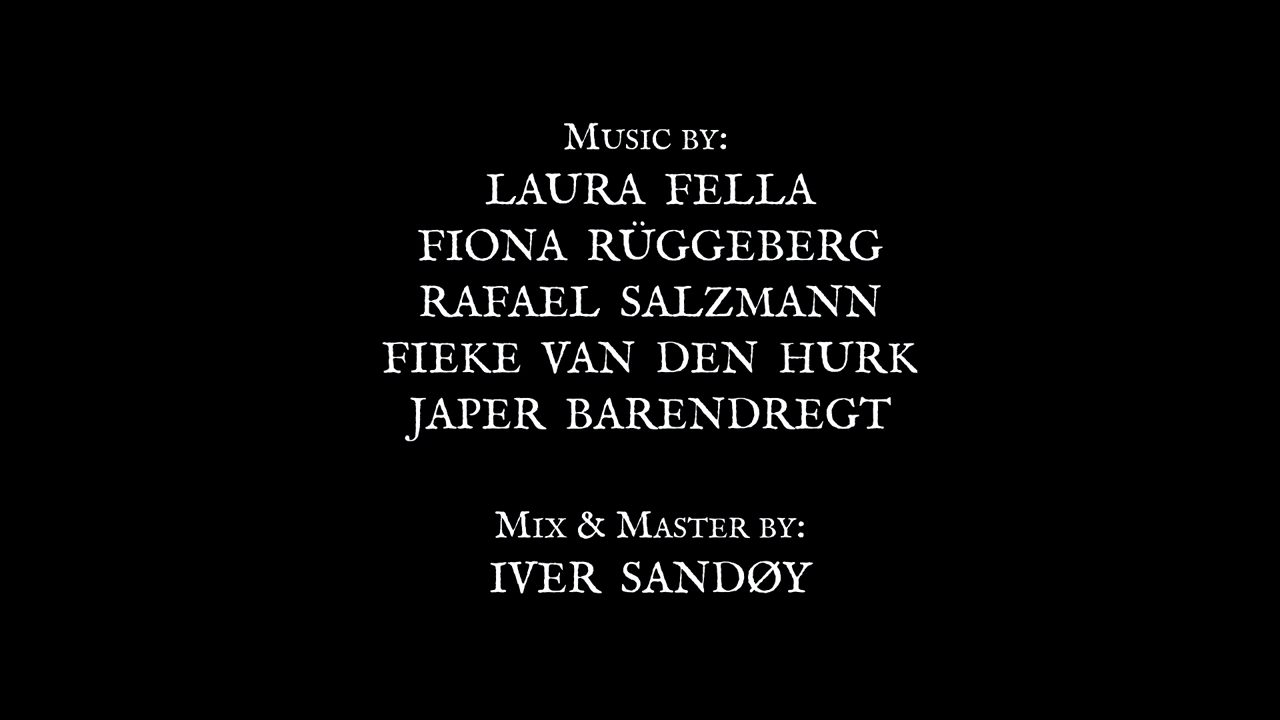 Music by:
LAURA FELLA
FIONA RÜGGEBERG
RAFAEL SALZMANN
FIEKE VAN DEN HURK
JAPER BARENDREGT
Mix & Master by:
IVER SANDØY